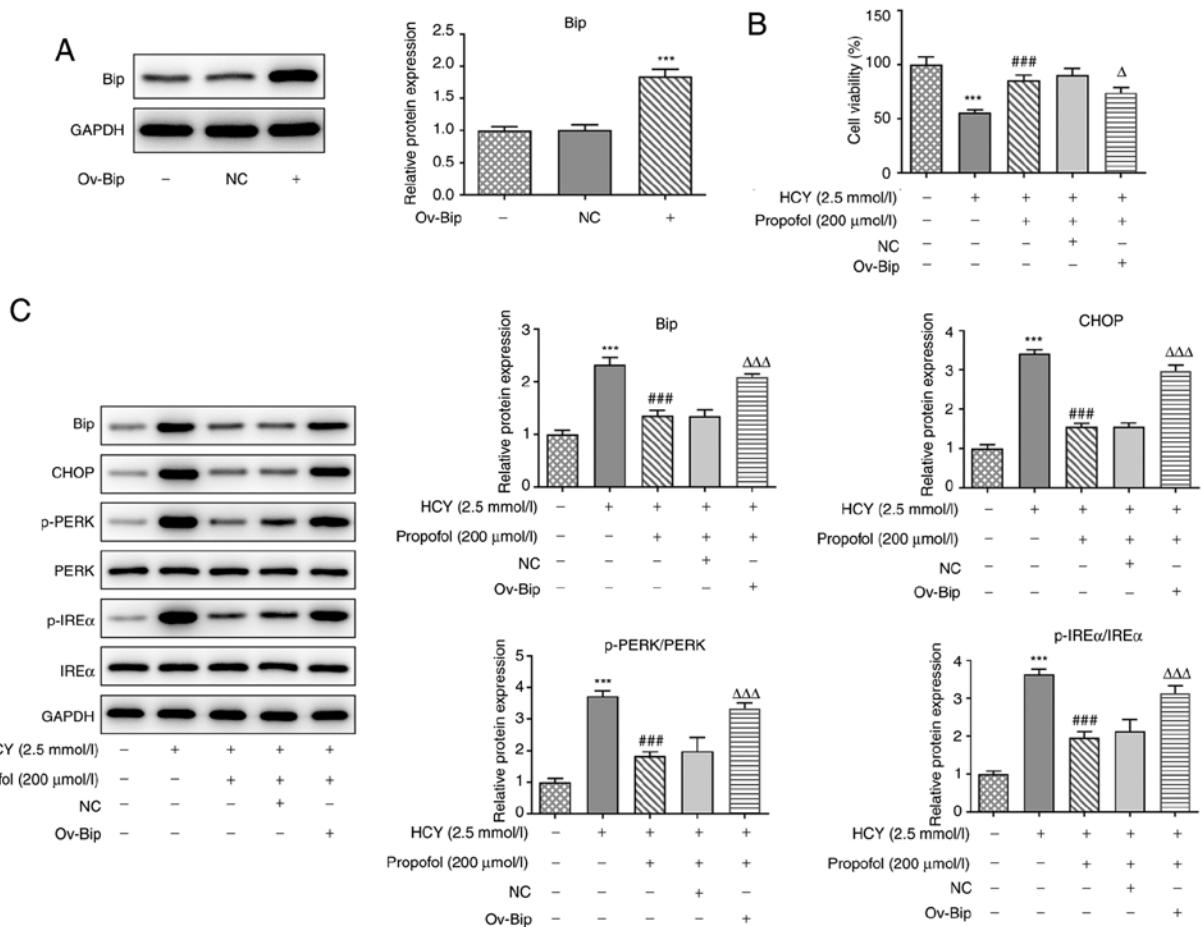 A
Bip
GAPDH
Ov-Bip − NC +
Bip
Relative protein expression
2.5
2.0
1.5
1.0
0.5
0.0
***
Ov-Bip − NC +
B
Cell viability (%)
150
100
50
0
*** ### Δ
HCY (2.5 mmol/l) − + + + +
Propofol (200 μmol/l) − − + + +
NC − − − + −
Ov-Bip − − − − +
C
Bip
CHOP
p-PERK
PERK
p-IREα
IREα
GAPDH
CY (2.5 mmol/l) − + + + +
ofol (200 μmol/l) − − + + +
NC − − − + −
Ov-Bip − − − − +
Bip
Relative protein expression
3
2
1
0
*** ### ΔΔΔ
HCY (2.5 mmol/l) − + + + +
Propofol (200 μmol/l) − − + + +
NC − − − + −
Ov-Bip − − − − +
CHOP
Relative protein expression
4
3
2
1
0
*** ### ΔΔΔ
HCY (2.5 mmol/l) − + + + +
Propofol (200 μmol/l) − − + + +
NC − − − + −
Ov-Bip − − − − +
p-PERK/PERK
Relative protein expression
5
4
3
2
1
0
*** ### ΔΔΔ
HCY (2.5 mmol/l) − + + + +
Propofol (200 μmol/l) − − + + +
NC − − − + −
Ov-Bip − − − − +
p-IREα/IREα
Relative protein expression
4
3
2
1
0
*** ### ΔΔΔ
HCY (2.5 mmol/l) − + + + +
Propofol (200 μmol/l) − − + + +
NC − − − + −
Ov-Bip − − − − +